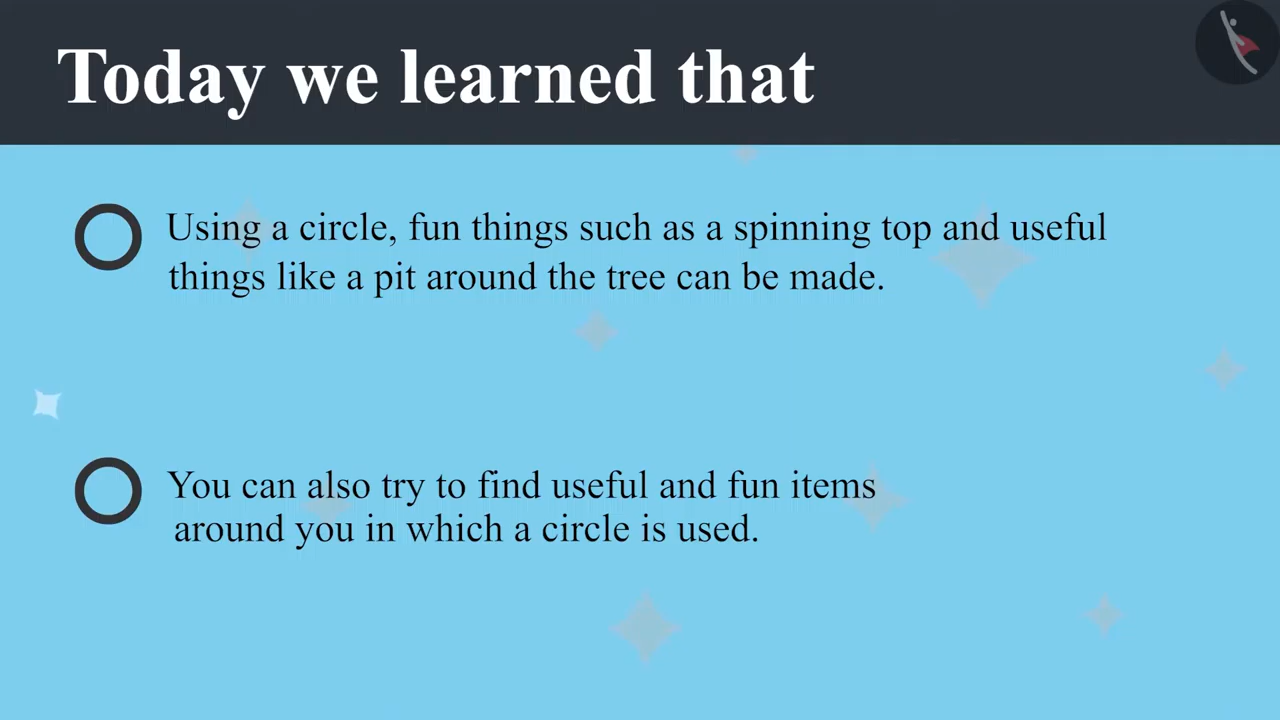 Today we learned that
Using a circle, fun things such as a spinning top and useful
things like a pit around the tree can be made.
You can also try to find useful and fun items
around you in which a circle is used.